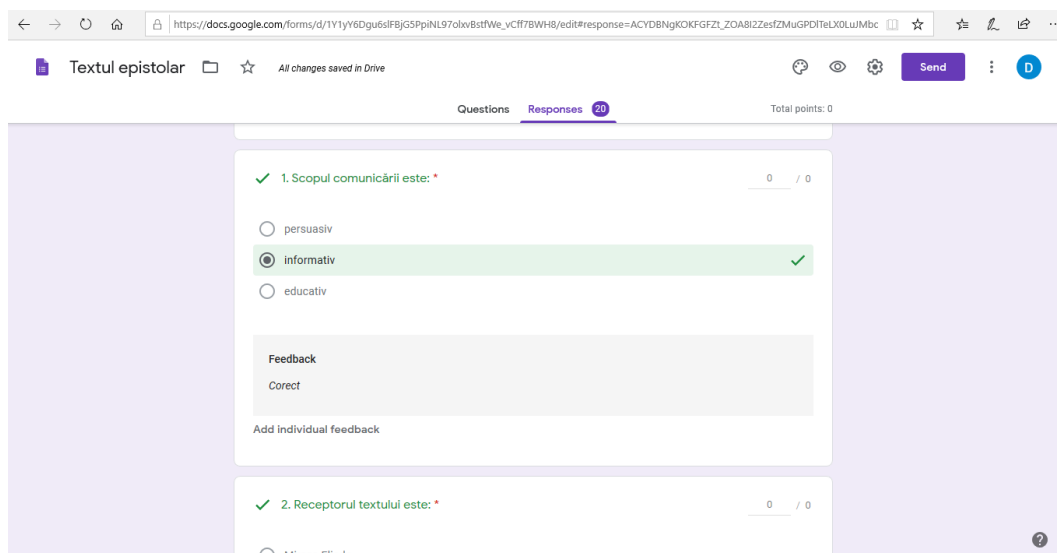 https://docs.google.com/forms/d/1Y1yY6Dgu6slFBjG5PpiNL97olxvBstfWe_vCff7BWH8/edit#response=ACYDBNgKOKFGFZt_ZOA8I2ZesfZMuGPDlTeLX0LuJMbc
Textul epistolar All changes saved in Drive Send D
Questions Responses 20 Total points: 0
1. Scopul comunicării este: * 0 / 0
persuasiv
informativ
educativ
Feedback
Corect
Add individual feedback
2. Receptorul textului este: * 0 / 0